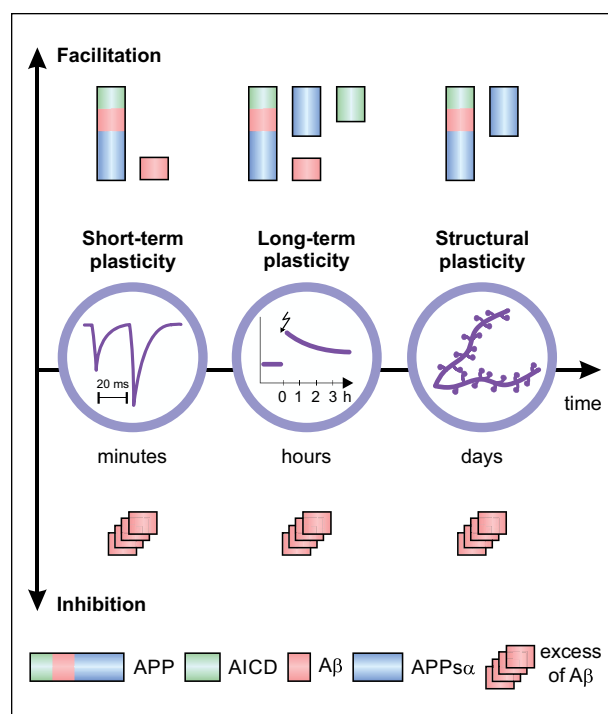 Facilitation
Short-term
plasticity
Long-term
plasticity
Structural
plasticity
20 ms
0 1 2 3 h
time
minutes
hours
days
Inhibition
APP
AICD
Aβ
APPsα
excess
of Aβ